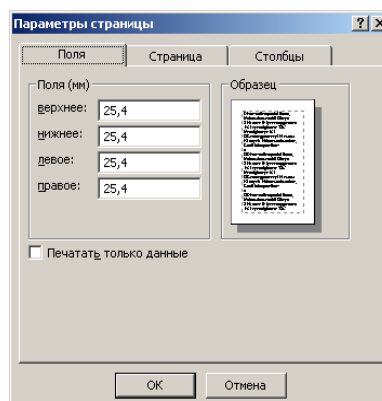 Параметры страницы
Поля Страница Столбцы
Поля (мм)
верхнее: 25,4
нижнее: 25,4
левое: 25,4
правое: 25,4
Образец
Печатать только данные
ОК Отмена